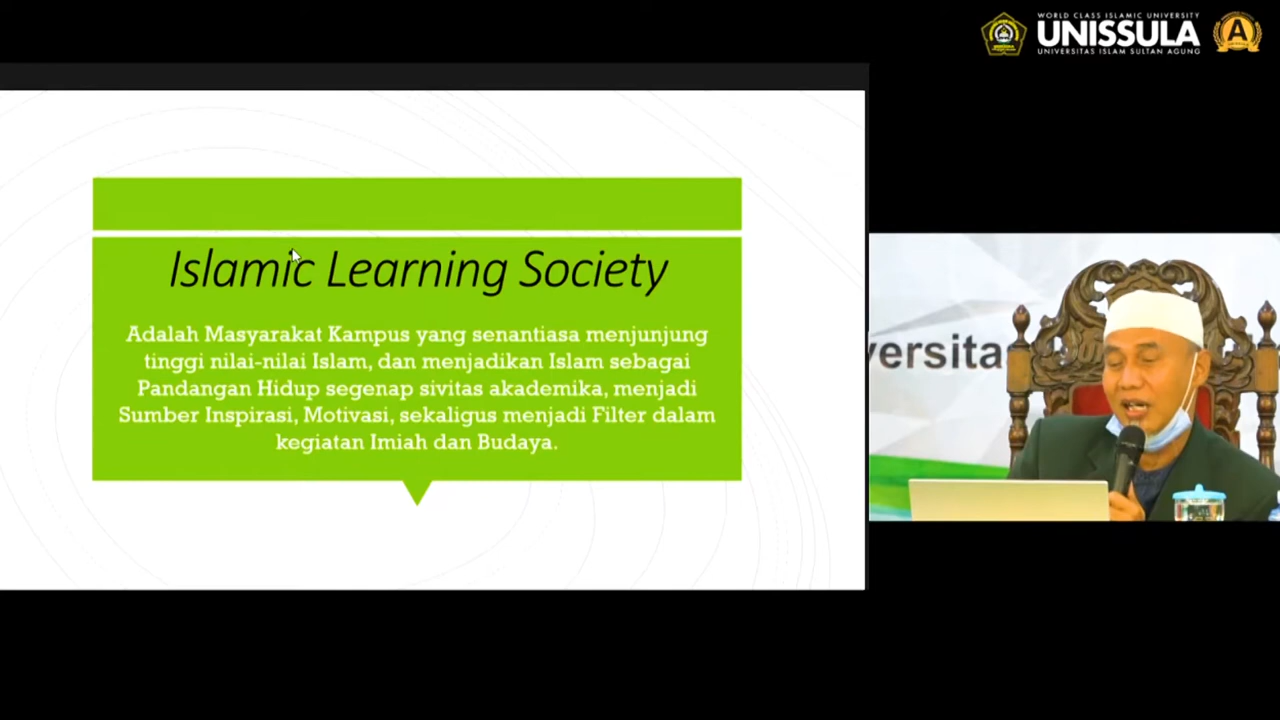 WORLD CLASS ISLAMIC UNIVERSITY
UNISSULA
UNIVERSITAS ISLAM SULTAN AGUNG
A
Islamic Learning Society
Adalah Masyarakat Kampus yang senantiasa menjunjung
tinggi nilai-nilai Islam, dan menjadikan Islam sebagai
Pandangan Hidup segenap sivitas akademika, menjadi
Sumber Inspirasi, Motivasi, sekaligus menjadi Filter dalam
kegiatan Imiah dan Budaya.
versita